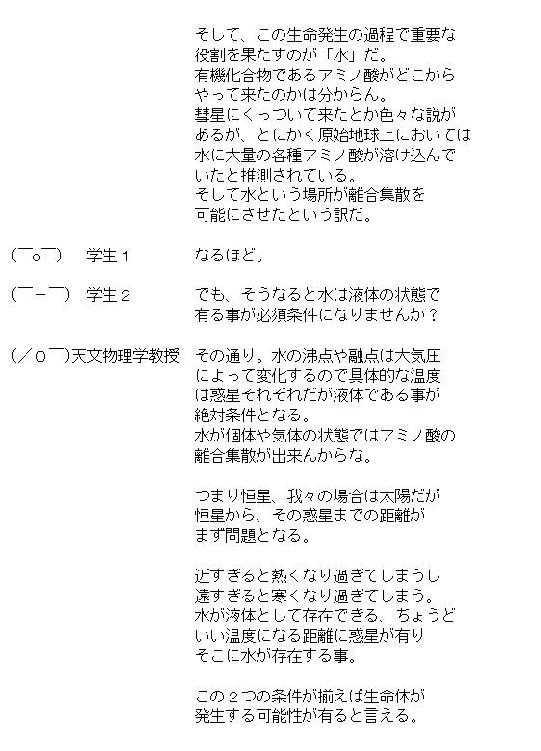 そして、この生命発生の過程で重要な
役割を果たすのが「水」だ。
有機化合物であるアミノ酸がどこから
やって来たのかは分からん。
彗星にくっついて来たとか色々な説が
あるが、とにかく原始地球上においては
水に大量の各種アミノ酸が溶け込んで
いたと推測されている。
そして水という場所が離合集散を
可能にさせたという訳だ。
(￣o￣) 学生1 なるほど。
(￣－￣) 学生2 でも、そうなると水は液体の状態で
有る事が必須条件になりませんか？
(／0￣)天文物理学教授 その通り。水の沸点や融点は大気圧
によって変化するので具体的な温度
は惑星それぞれだが液体である事が
絶対条件となる。
水が個体や気体の状態ではアミノ酸の
離合集散が出来んからな。
つまり恒星、我々の場合は太陽だが
恒星から、その惑星までの距離が
まず問題となる。
近すぎると熱くなり過ぎてしまうし
遠すぎると寒くなり過ぎてしまう。
水が液体として存在できる、ちょうど
いい温度になる距離に惑星が有り
そこに水が存在する事。
この２つの条件が揃えば生命体が
発生する可能性が有ると言える。